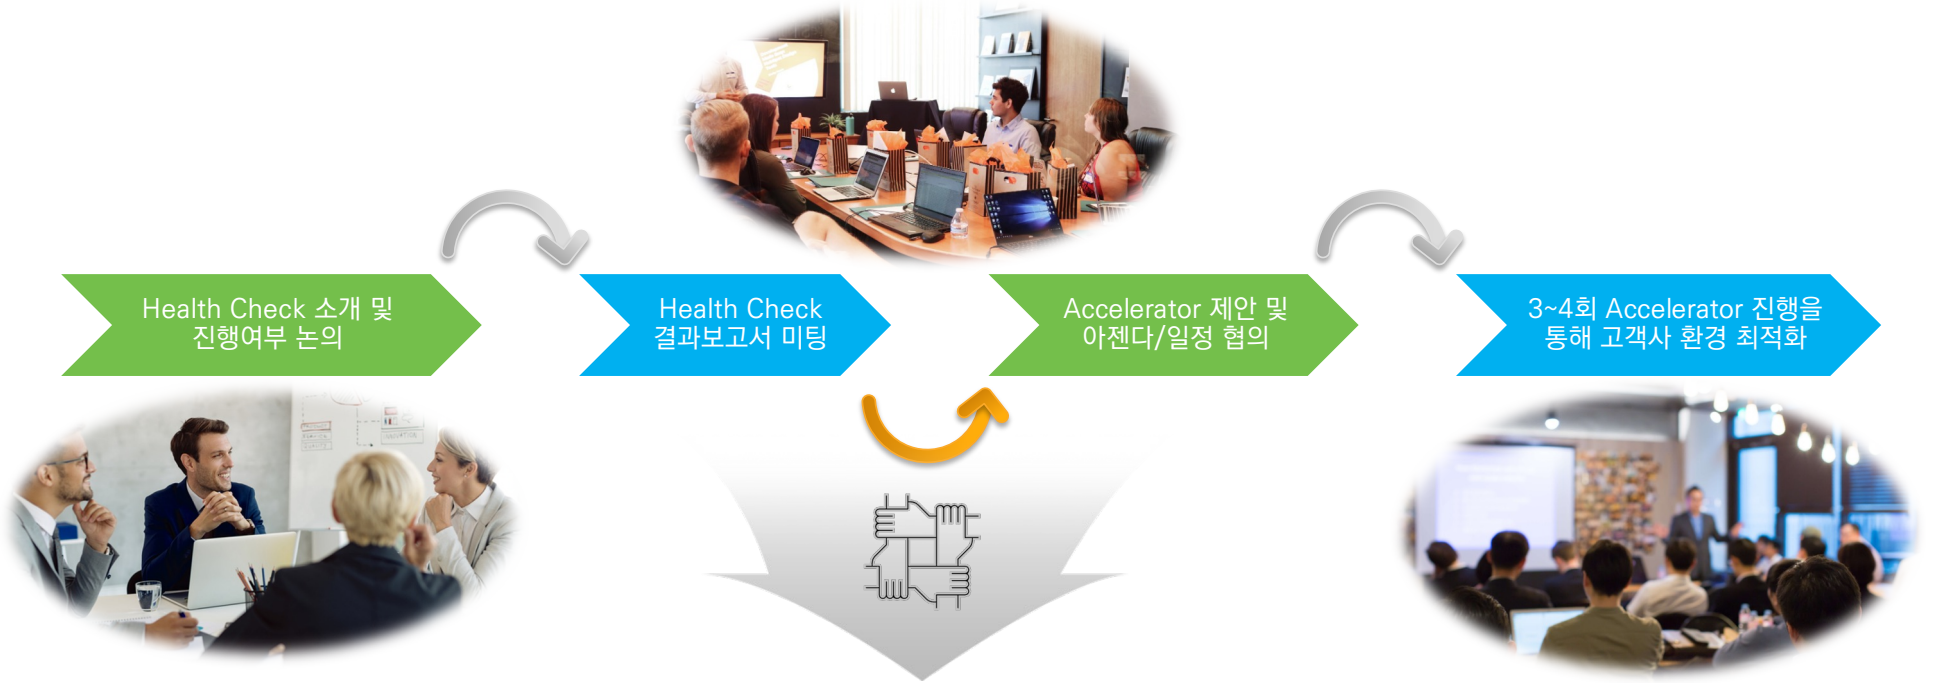 Health Check 소개 및
진행여부 논의
Health Check
결과보고서 미팅
Accelerator 제안 및
아젠다/일정 협의
3~4회 Accelerator 진행을
통해 고객사 환경 최적화